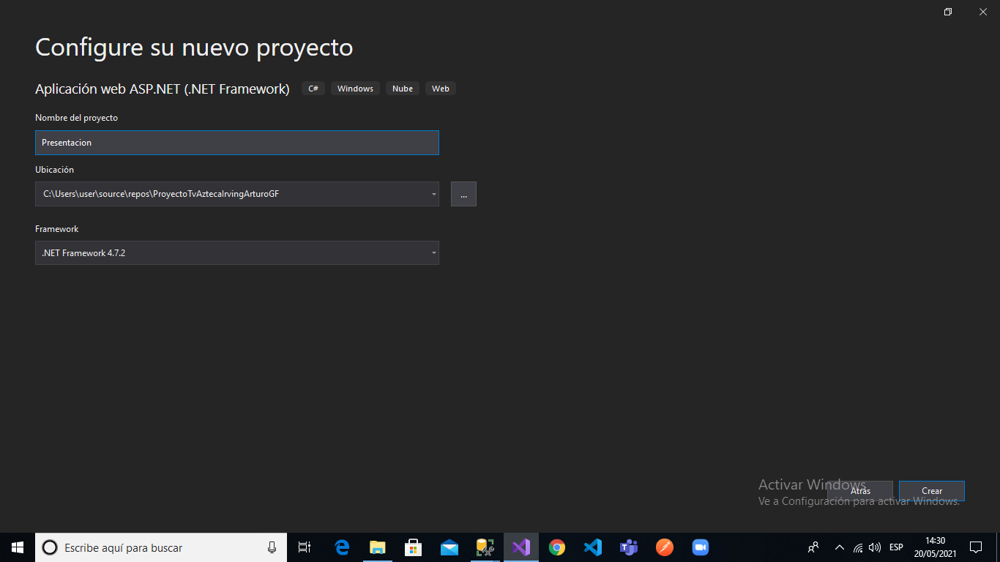 Configure su nuevo proyecto
Aplicación web ASP.NET (.NET Framework) C# Windows Nube Web
Nombre del proyecto
Presentacion
Ubicación
C:\Users\user\source\repos\ProyectoTvAztecaIrvingArturoGF
...
Framework
.NET Framework 4.7.2
Activar Windows
Ve a Configuración para activar Windows.
Atrás
Crear
Escribe aquí para buscar
ESP
14:30
20/05/2021